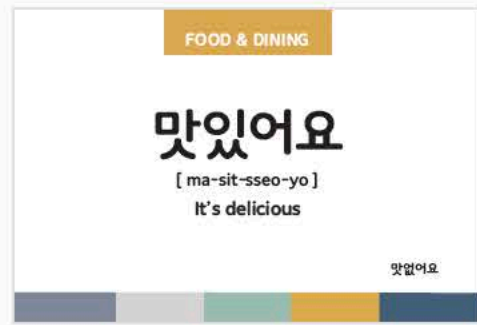 FOOD & DINING
맛있어요
[ ma-sit-sseo-yo ]
It's delicious
맛없어요